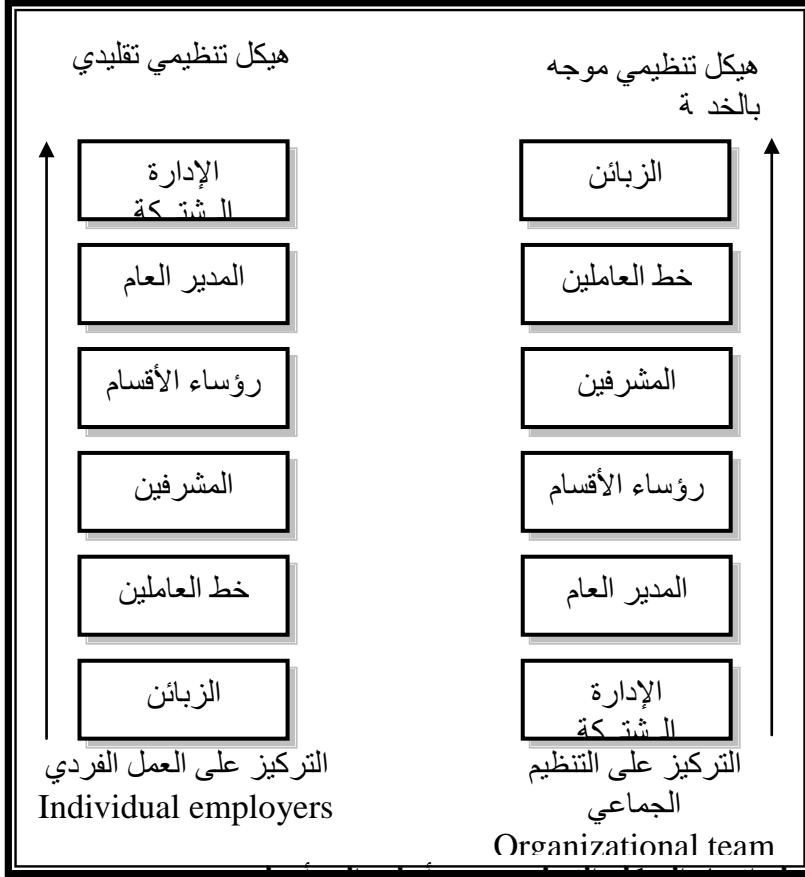 هيكل تنظيمي موجه
بالخد ة
الزبائن
خط العاملين
المشرفين
رؤساء الأقسام
المدير العام
الإدارة
التركيز على التنظيم
الجماعي
Organizational team
هيكل تنظيمي تقليدي
الإدارة
المدير العام
رؤساء الأقسام
المشرفين
خط العاملين
الزبائن
التركيز على العمل الفردي
Individual employers